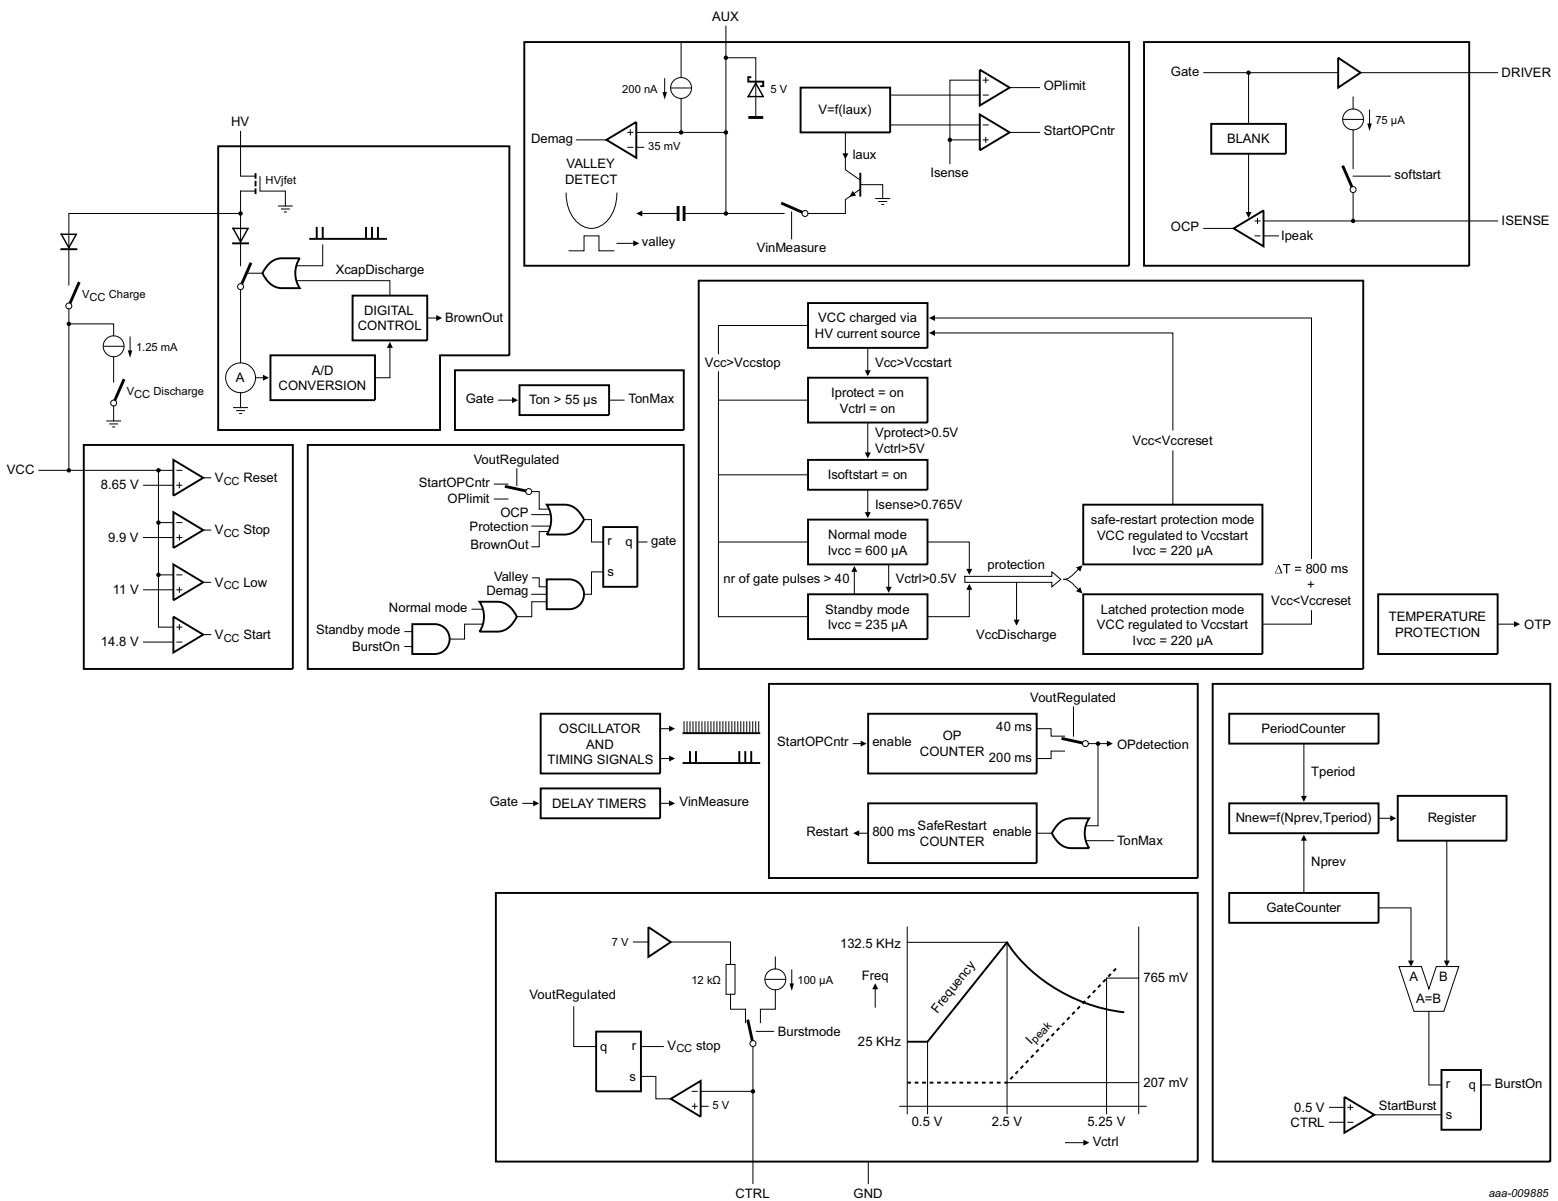 AUX
200 nA
5 V
Demag
+
−
35 mV
VALLEY
DETECT
valley
V=f(Iaux)
Iaux
VinMeasure
+
−
OPlimit
−
+
StartOPCntr
Isense
Gate
DRIVER
BLANK
75 µA
softstart
OCP
+
−
Ipeak
ISENSE
HV
HVjfet
XcapDischarge
DIGITAL
CONTROL
BrownOut
A
A/D
CONVERSION
VCC Charge
1.25 mA
VCC Discharge
Gate
Ton > 55 µs
TonMax
VCC
8.65 V
−
+
VCC Reset
9.9 V
−
+
VCC Stop
11 V
−
+
VCC Low
14.8 V
+
−
VCC Start
VoutRegulated
StartOPCntr
OPlimit
OCP
Protection
BrownOut
r
q
s
gate
Valley
Demag
Normal mode
Standby mode
BurstOn
VCC charged via
HV current source
Vcc>Vccstop
Vcc>Vccstart
Iprotect = on
Vctrl = on
Vprotect>0.5V
Vctrl>5V
Isoftstart = on
Isense>0.765V
Normal mode
Ivcc = 600 µA
nr of gate pulses > 40
Vctrl>0.5V
Standby mode
Ivcc = 235 µA
protection
VccDischarge
Vcc<Vccreset
safe-restart protection mode
VCC regulated to Vccstart
Ivcc = 220 µA
Latched protection mode
VCC regulated to Vccstart
Ivcc = 220 µA
ΔT = 800 ms
+
Vcc<Vccreset
TEMPERATURE
PROTECTION
OTP
OSCILLATOR
AND
TIMING SIGNALS
Gate
DELAY TIMERS
VinMeasure
VoutRegulated
StartOPCntr
enable
OP
COUNTER
40 ms
200 ms
OPdetection
Restart
800 ms
SafeRestart
COUNTER
enable
TonMax
PeriodCounter
Tperiod
Nnew=f(Nprev,Tperiod)
Register
Nprev
GateCounter
A
B
A=B
r
q
s
BurstOn
0.5 V
CTRL
+
−
StartBurst
7 V
12 kΩ
100 µA
VoutRegulated
Burstmode
q
r
s
VCC stop
−
+
5 V
132.5 KHz
Freq
25 KHz
Frequency
Ipeak
765 mV
207 mV
0.5 V
2.5 V
5.25 V
Vctrl
CTRL
GND
aaa-009885